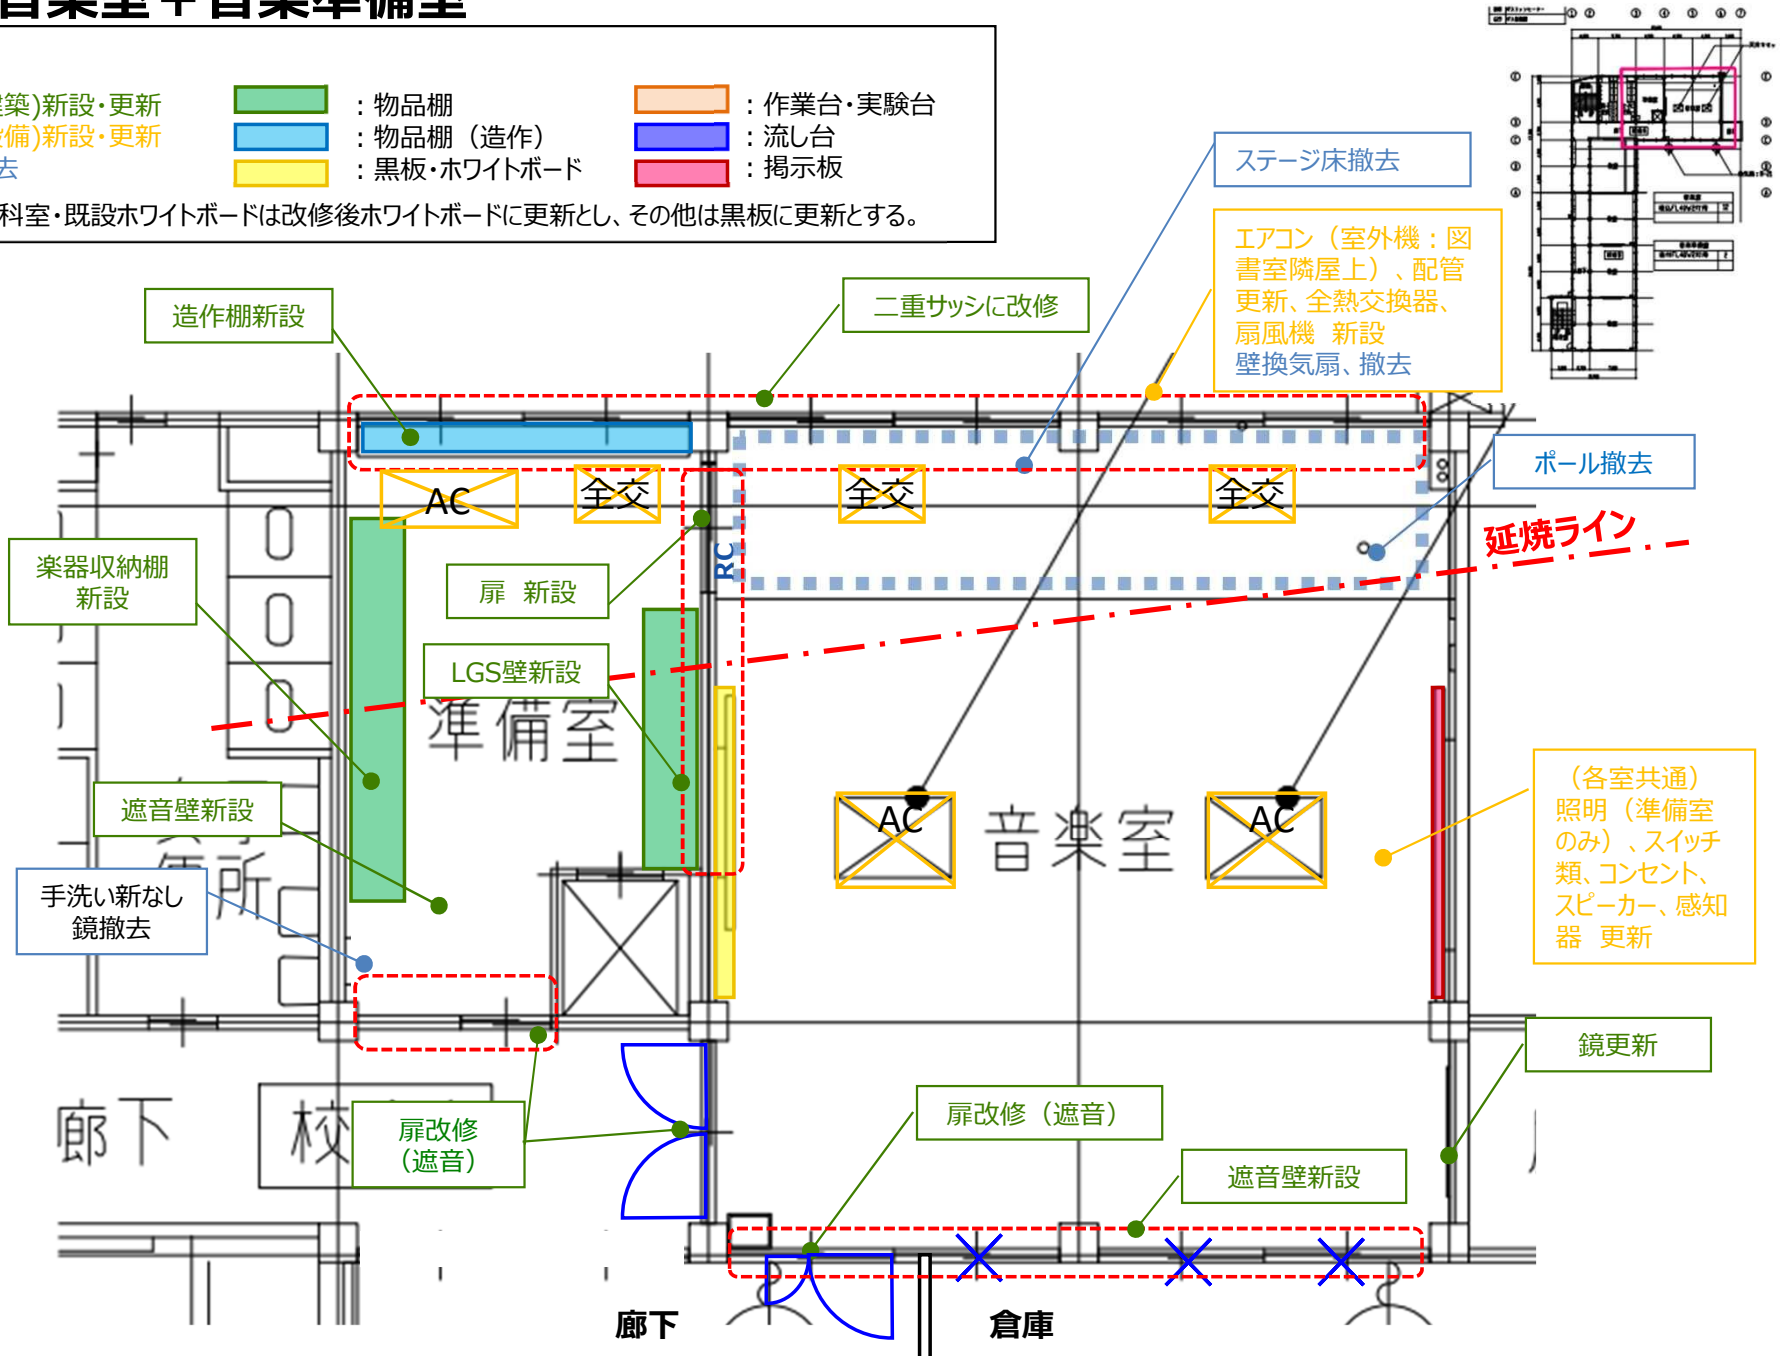 音楽室+音楽準備室
築)新設・更新
備)新設・更新
去
：物品棚
：物品棚（造作）
：黒板・ホワイトボード
：作業台・実験台
：流し台
：掲示板
科室・既設ホワイトボードは改修後ホワイトボードに更新とし、その他は黒板に更新とする。
ステージ床撤去
エアコン（室外機：図
書室隣屋上）、配管
更新、全熱交換器、
扇風機　新設
壁換気扇、撤去
造作棚新設
二重サッシに改修
ポール撤去
AC
全交
全交
全交
延焼ライン
楽器収納棚
新設
扉　新設
RC
LGS壁新設
準備室
遮音壁新設
所
手洗い新なし
鏡撤去
AC
音楽室
AC
（各室共通）
照明（準備室
のみ）、スイッチ
類、コンセント、
スピーカー、感知
器　更新
鏡更新
廊下
校
扉改修
（遮音）
扉改修（遮音）
遮音壁新設
廊下
倉庫